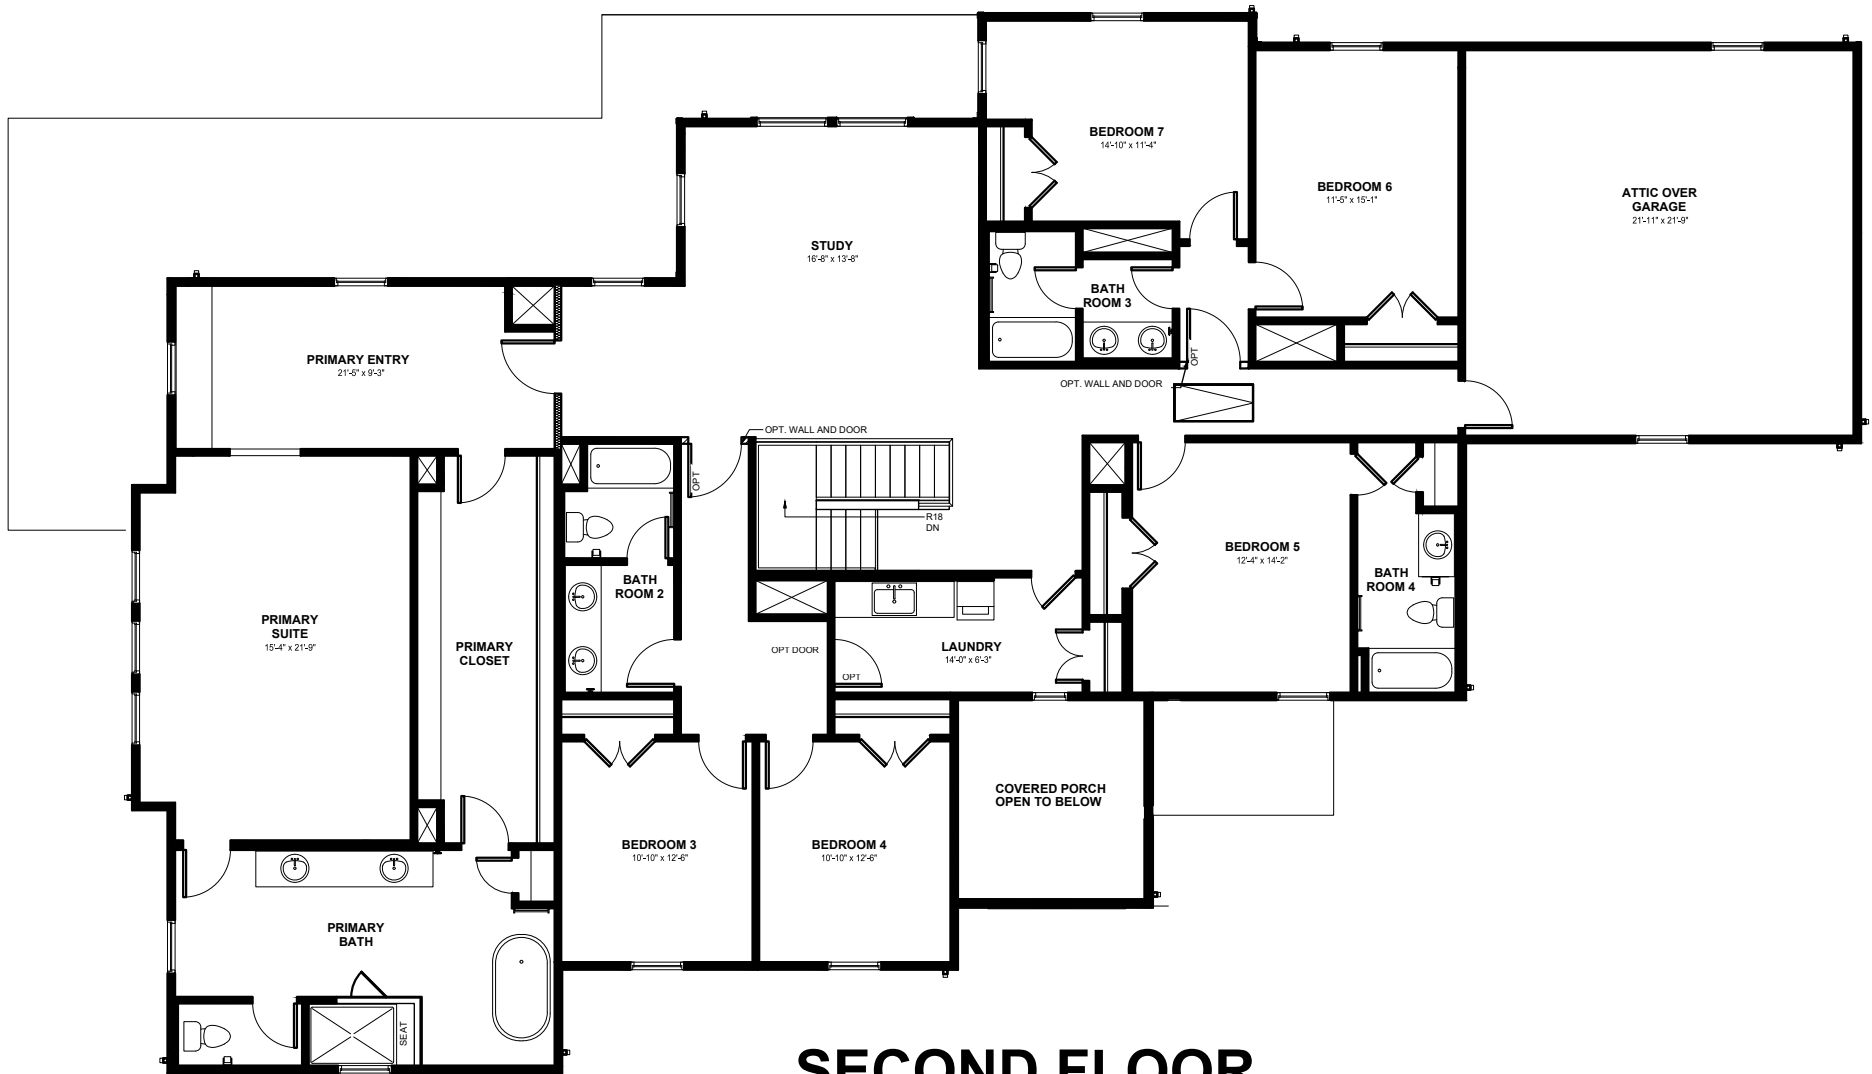 BEDROOM 7
14'-10" x 11'-4"
BEDROOM 6
11'-5" x 15'-1"
ATTIC OVER
GARAGE
21'-11" x 21'-9"
STUDY
16'-8" x 13'-8"
BATH
ROOM 3
PRIMARY ENTRY
21'-5" x 9'-3"
OPT
OPT. WALL AND DOOR
OPT. WALL AND DOOR
OPT
R18
DN
BEDROOM 5
12'-4" x 14'-2"
BATH
ROOM 4
BATH
ROOM 2
PRIMARY
SUITE
15'-4" x 21'-9"
PRIMARY
CLOSET
OPT DOOR
LAUNDRY
14'-0" x 6'-3"
OPT
COVERED PORCH
OPEN TO BELOW
BEDROOM 3
10'-10" x 12'-6"
BEDROOM 4
10'-10" x 12'-6"
PRIMARY
BATH
SEAT
SECOND FLOOR